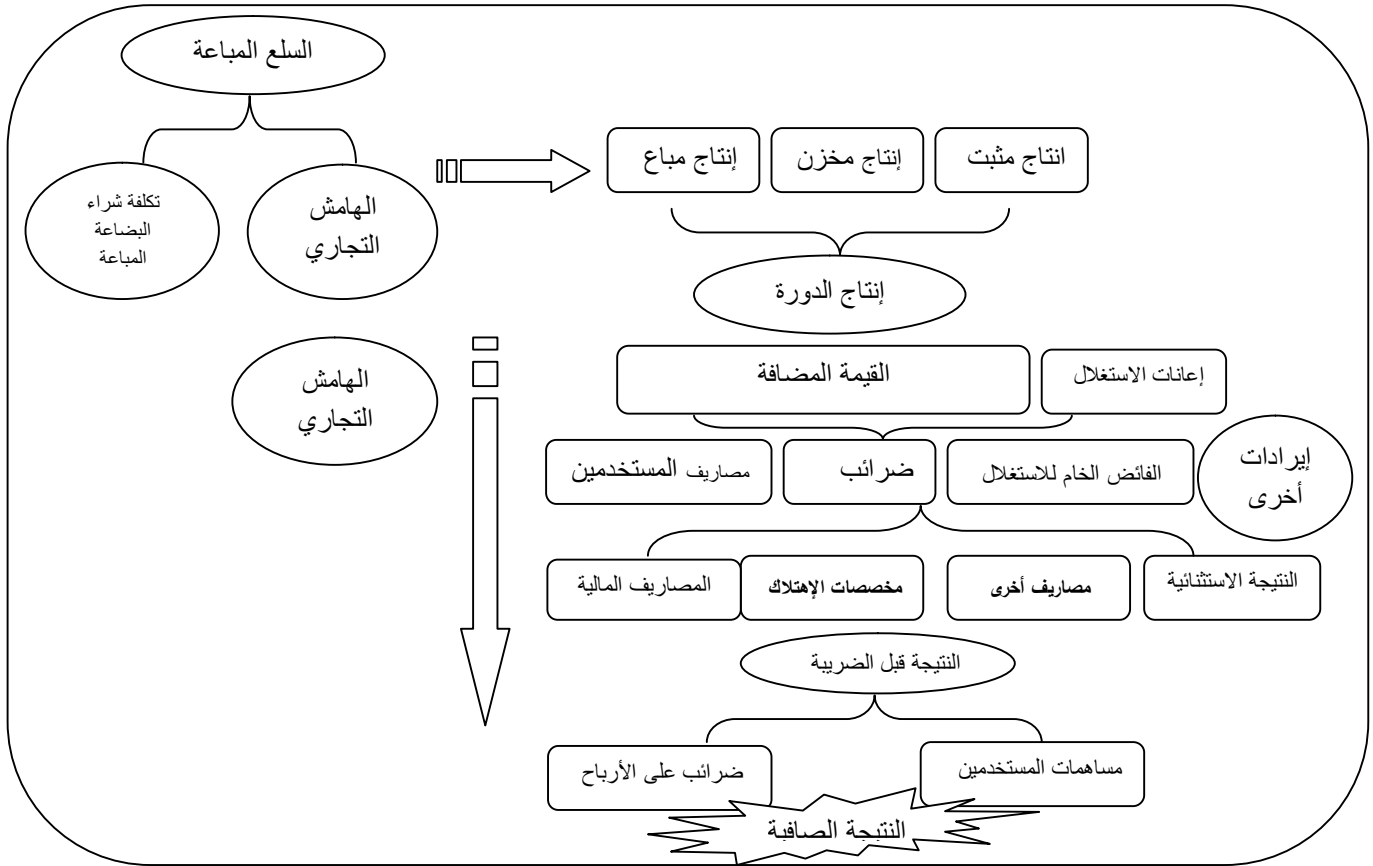 السلع المباعة
انتاج مثبت
إنتاج مخزن
إنتاج مباع
الهامش
التجاري
تكلفة شراء
البضاعة
المباعة
إنتاج الدورة
إعانات الاستغلال
القيمة المضافة
الهامش
التجاري
إيرادات
أخرى
الفائض الخام للاستغلال
ضرائب
مصاريف المستخدمين
النتيجة الاستثنائية
مصاريف أخرى
مخصصات الإهتلاك
المصاريف المالية
النتيجة قبل الضريبة
مساهمات المستخدمين
ضرائب على الأرباح
النتيجة الصافية